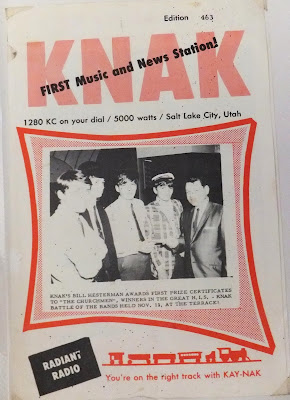 Edition 463
KNAK
FIRST Music and News Station!
1280 KC on your dial / 5000 watts / Salt Lake City, Utah
KNAK'S BILL HESTERMAN AWARDS FIRST PRIZE CERTIFICATES
TO "THE CHURCHMEN", WINNERS IN THE GREAT N.I.S. - KNAK
BATTLE OF THE BANDS HELD NOV. 13, AT THE TERRACE!
RADIANT
RADIO
You're on the right track with KAY-NAK